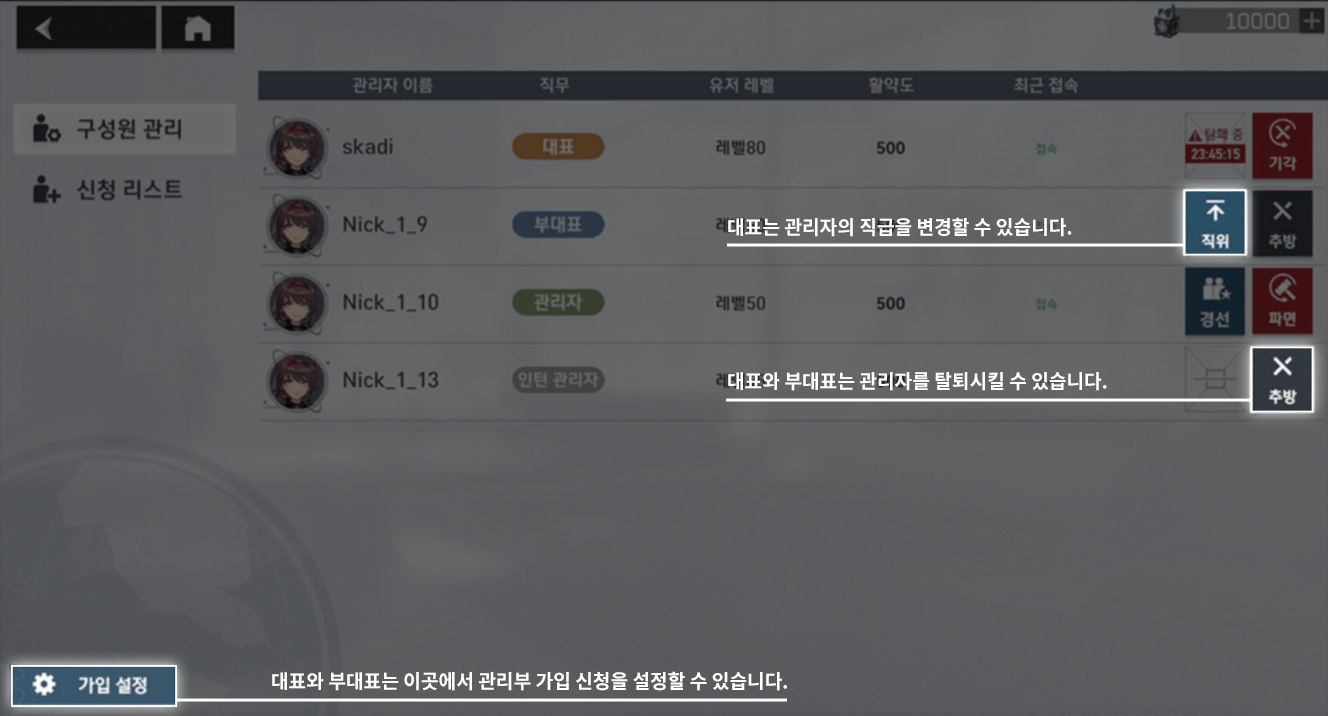 10000
관리자 이름 직무 유저 레벨 활약도 최근 접속
구성원 관리
신청 리스트
skadi 대표 레벨80 500 접속 탄핵 중 23:45:15 기각
Nick_1_9 부대표 대표는 관리자의 직급을 변경할 수 있습니다. 직위 추방
Nick_1_10 관리자 레벨50 500 접속 경선 파면
Nick_1_13 인턴 관리자 대표와 부대표는 관리자를 탈퇴시킬 수 있습니다. 추방
가입 설정 대표와 부대표는 이곳에서 관리부 가입 신청을 설정할 수 있습니다.